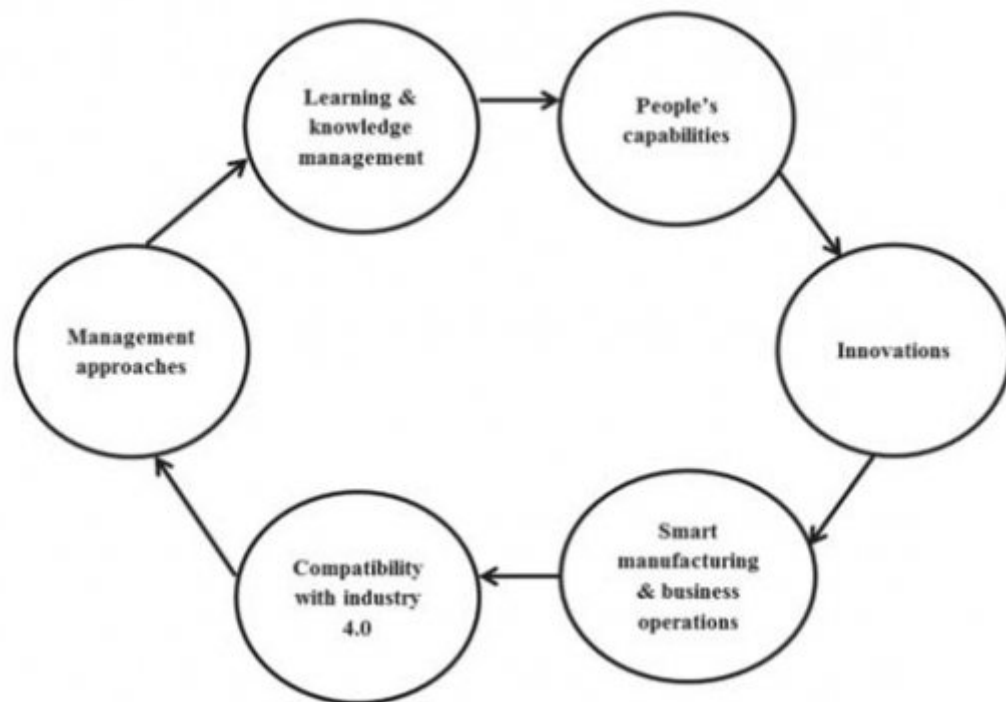 Learning &
knowledge
management
People's
capabilities
Management
approaches
Innovations
Smart
manufacturing
& business
operations
Compatibility
with industry
4.0